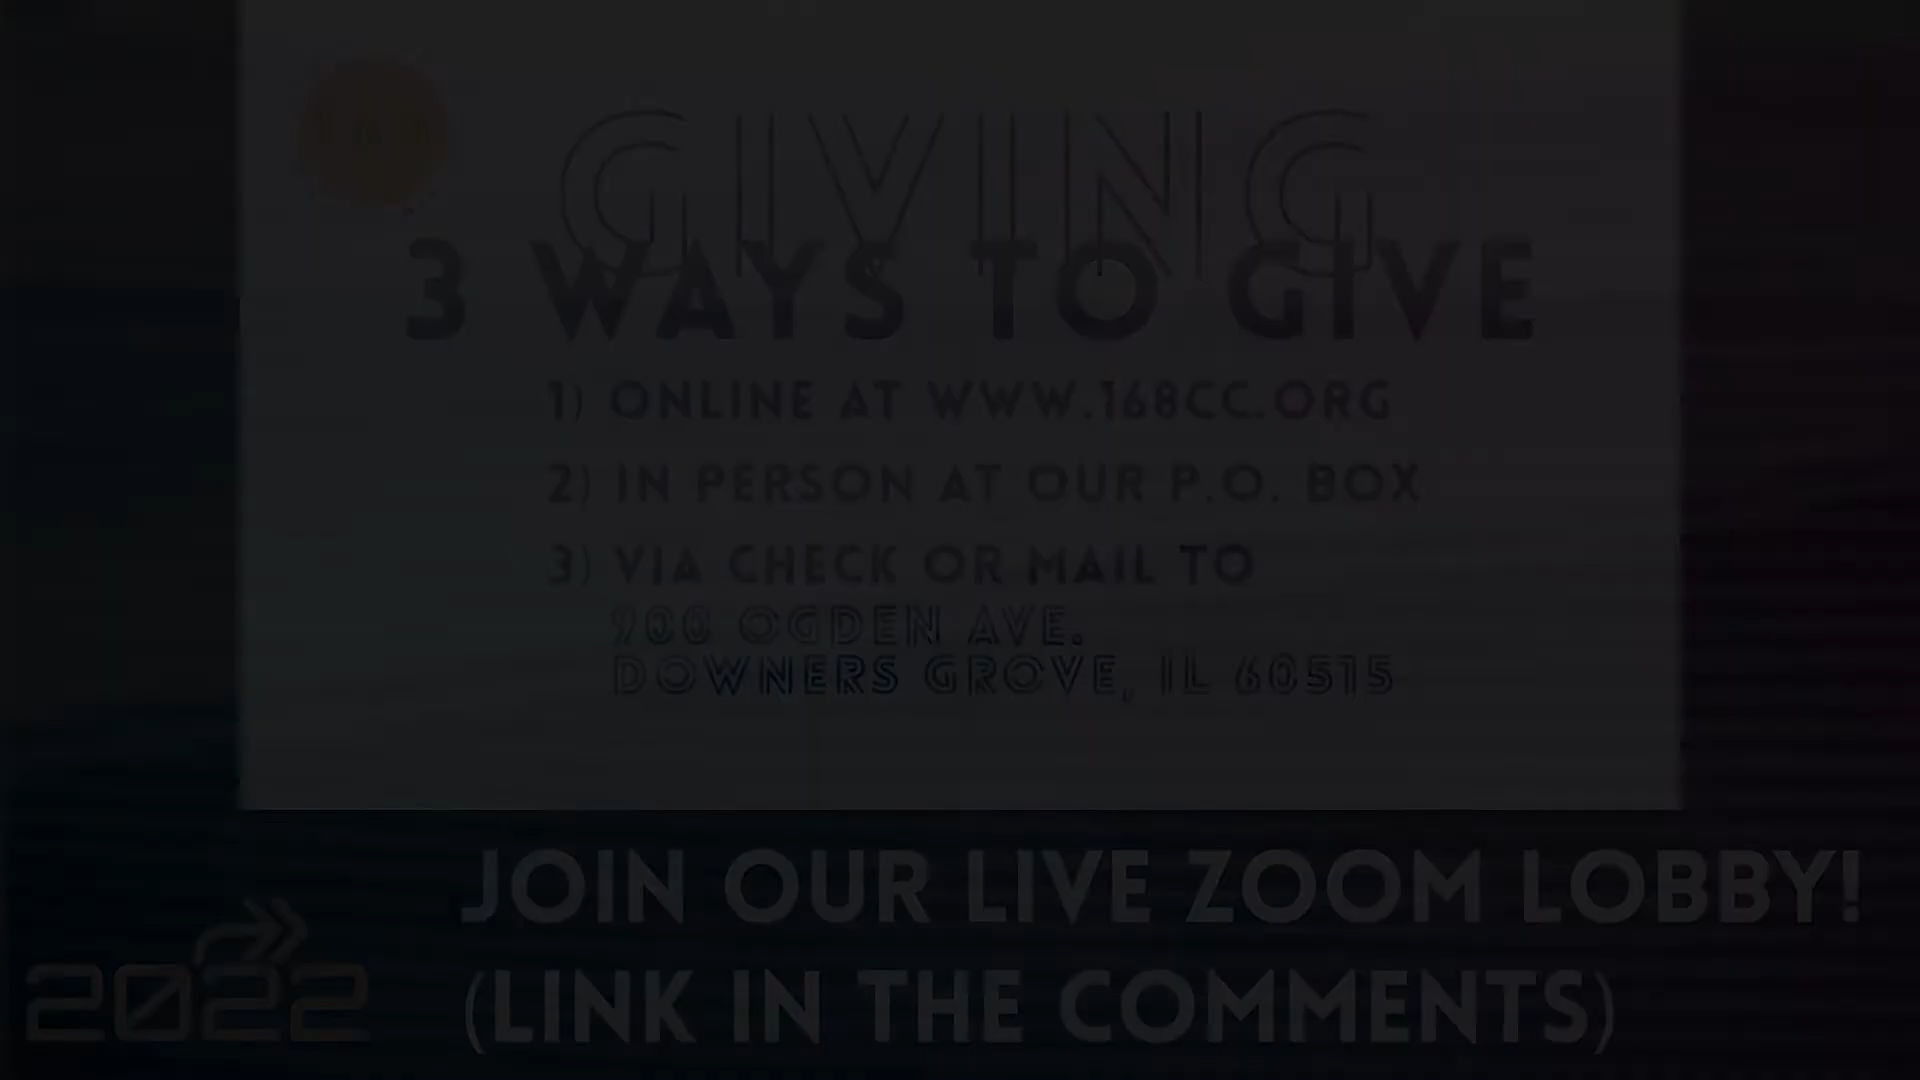 GIVING
3 WAYS TO GIVE
1) ONLINE AT WWW.168CC.ORG
2) IN PERSON AT OUR P.O. BOX
3) VIA CHECK OR MAIL TO
900 OGDEN AVE.
DOWNERS GROVE, IL 60515
JOIN OUR LIVE ZOOM LOBBY!
(LINK IN THE COMMENTS)
2022